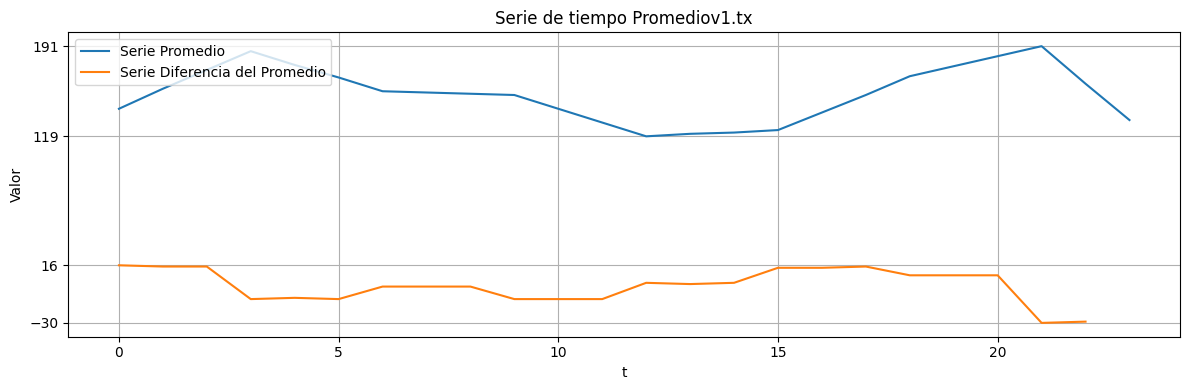 Serie de tiempo Promediov1.tx
Serie Promedio
Serie Diferencia del Promedio
191
119
16
−30
Valor
0 5 10 15 20
t